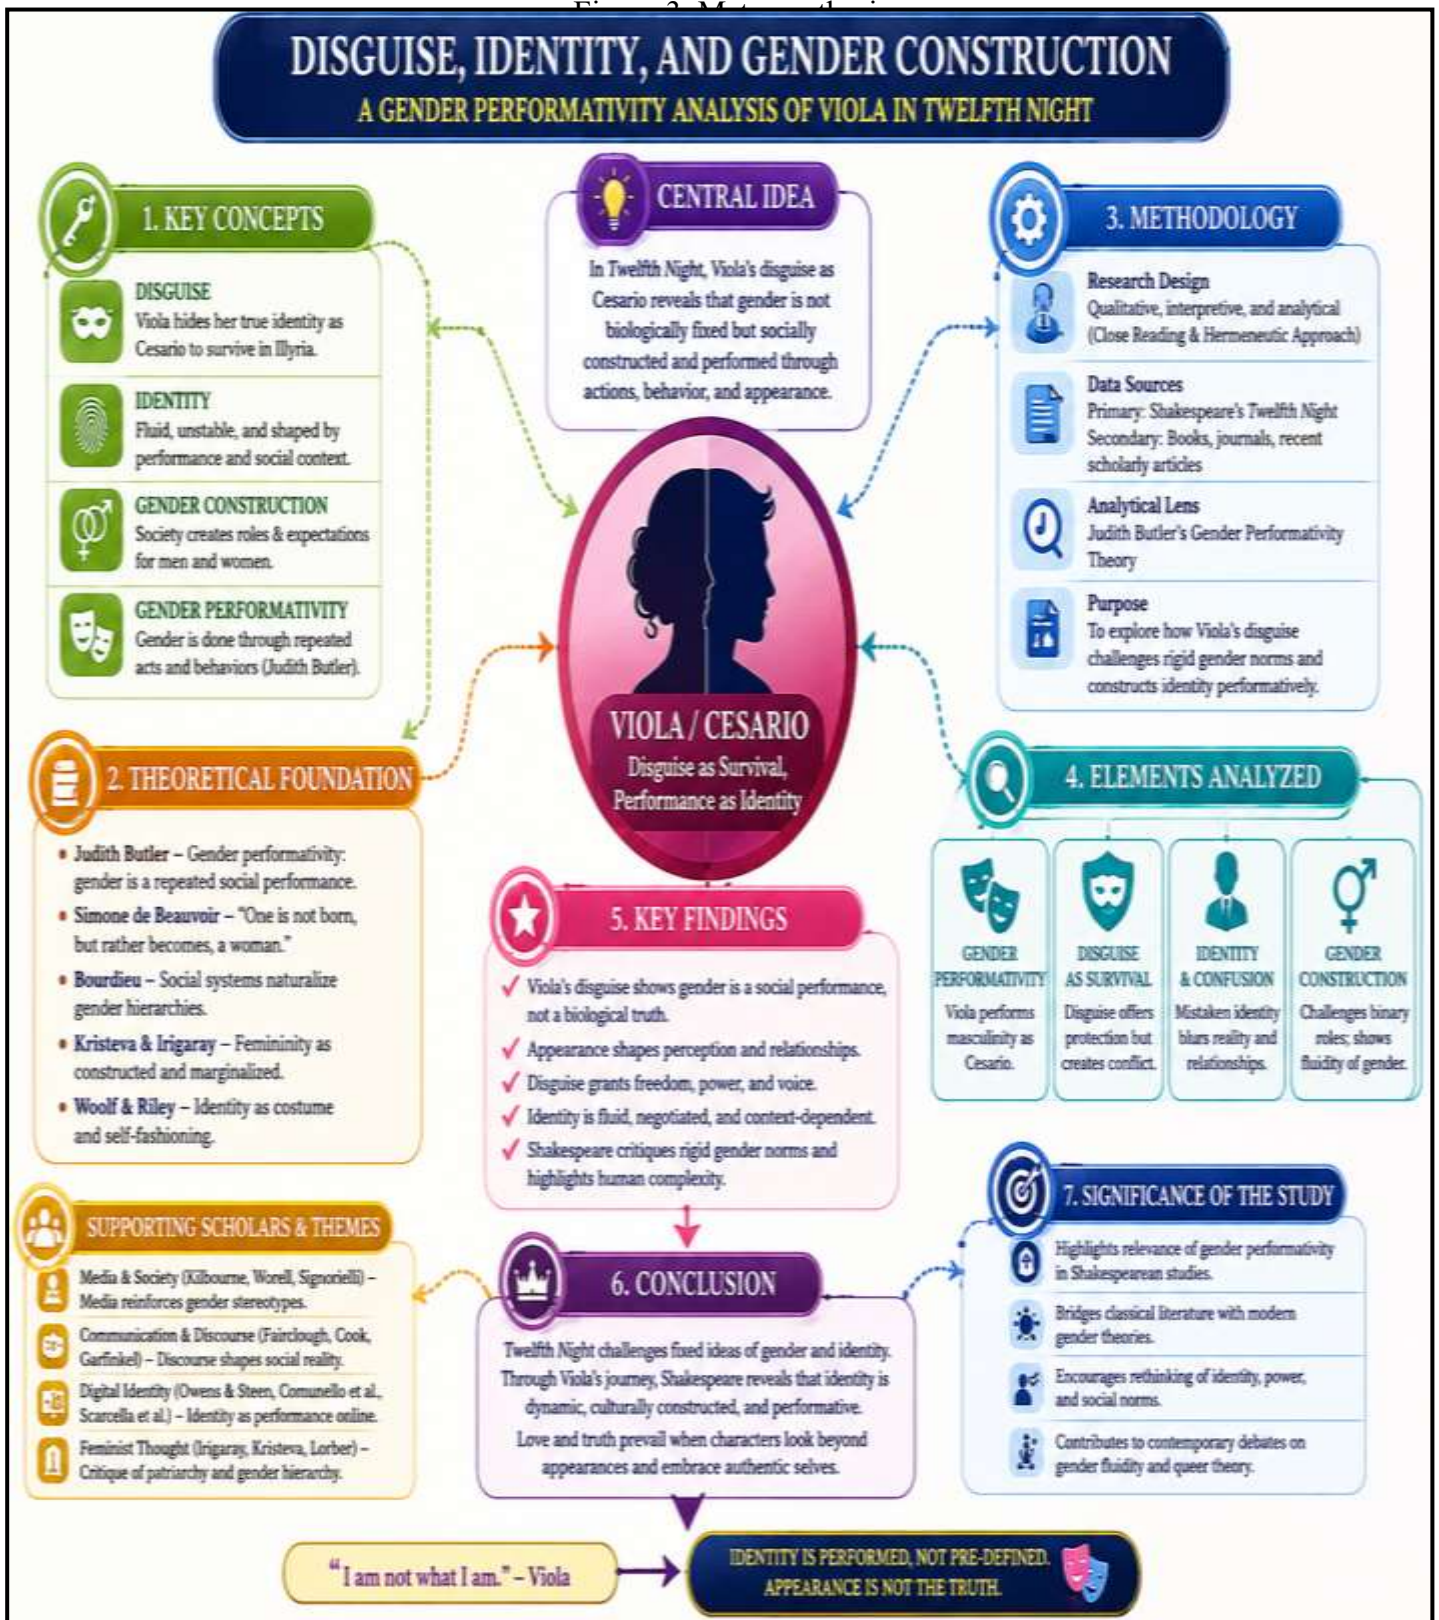 DISGUISE, IDENTITY, AND GENDER CONSTRUCTION
A GENDER PERFORMATIVITY ANALYSIS OF VIOLA IN TWELFTH NIGHT
CENTRAL IDEA
In Twelfth Night, Viola's disguise as
Cesario reveals that gender is not
biologically fixed but socially
constructed and performed through
actions, behavior, and appearance.
1. KEY CONCEPTS
DISGUISE
Viola hides her true identity as
Cesario to survive in Illyria.
IDENTITY
Fluid, unstable, and shaped by
performance and social context.
GENDER CONSTRUCTION
Society creates roles & expectations
for men and women.
GENDER PERFORMATIVITY
Gender is done through repeated
acts and behaviors (Judith Butler).
2. THEORETICAL FOUNDATION
• Judith Butler – Gender performativity:
gender is a repeated social performance.
• Simone de Beauvoir – "One is not born,
but rather becomes, a woman."
• Bourdieu – Social systems naturalize
gender hierarchies.
• Kristeva & Irigaray – Femininity as
constructed and marginalized.
• Woolf & Riley – Identity as costume
and self-fashioning.
VIOLA / CESARIO
Disguise as Survival,
Performance as Identity
3. METHODOLOGY
Research Design
Qualitative, interpretive, and analytical
(Close Reading & Hermeneutic Approach)
Data Sources
Primary: Shakespeare's Twelfth Night
Secondary: Books, journals, recent
scholarly articles
Analytical Lens
Judith Butler's Gender Performativity
Theory
Purpose
To explore how Viola's disguise
challenges rigid gender norms and
constructs identity performatively.
4. ELEMENTS ANALYZED
GENDER
PERFORMATIVITY
Viola performs
masculinity as
Cesario.
DISGUISE
AS SURVIVAL
Disguise offers
protection but
creates conflict.
IDENTITY
& CONFUSION
Mistaken identity
blurs reality and
relationships.
GENDER
CONSTRUCTION
Challenges binary
roles; shows
fluidity of gender.
5. KEY FINDINGS
✓ Viola's disguise shows gender is a social performance,
not a biological truth.
✓ Appearance shapes perception and relationships.
✓ Disguise grants freedom, power, and voice.
✓ Identity is fluid, negotiated, and context-dependent.
✓ Shakespeare critiques rigid gender norms and
highlights human complexity.
SUPPORTING SCHOLARS & THEMES
Media & Society (Kilbourne, Worell, Signorielli) –
Media reinforces gender stereotypes.
Communication & Discourse (Fairclough, Cook,
Garfinkel) – Discourse shapes social reality.
Digital Identity (Owens & Steen, Comunello et al.,
Scarcella et al.) – Identity as performance online.
Feminist Thought (Irigaray, Kristeva, Lorber) –
Critique of patriarchy and gender hierarchy.
6. CONCLUSION
Twelfth Night challenges fixed ideas of gender and identity.
Through Viola's journey, Shakespeare reveals that identity is
dynamic, culturally constructed, and performative.
Love and truth prevail when characters look beyond
appearances and embrace authentic selves.
7. SIGNIFICANCE OF THE STUDY
Highlights relevance of gender performativity
in Shakespearean studies.
Bridges classical literature with modern
gender theories.
Encourages rethinking of identity, power,
and social norms.
Contributes to contemporary debates on
gender fluidity and queer theory.
"I am not what I am." – Viola
IDENTITY IS PERFORMED, NOT PRE-DEFINED.
APPEARANCE IS NOT THE TRUTH.